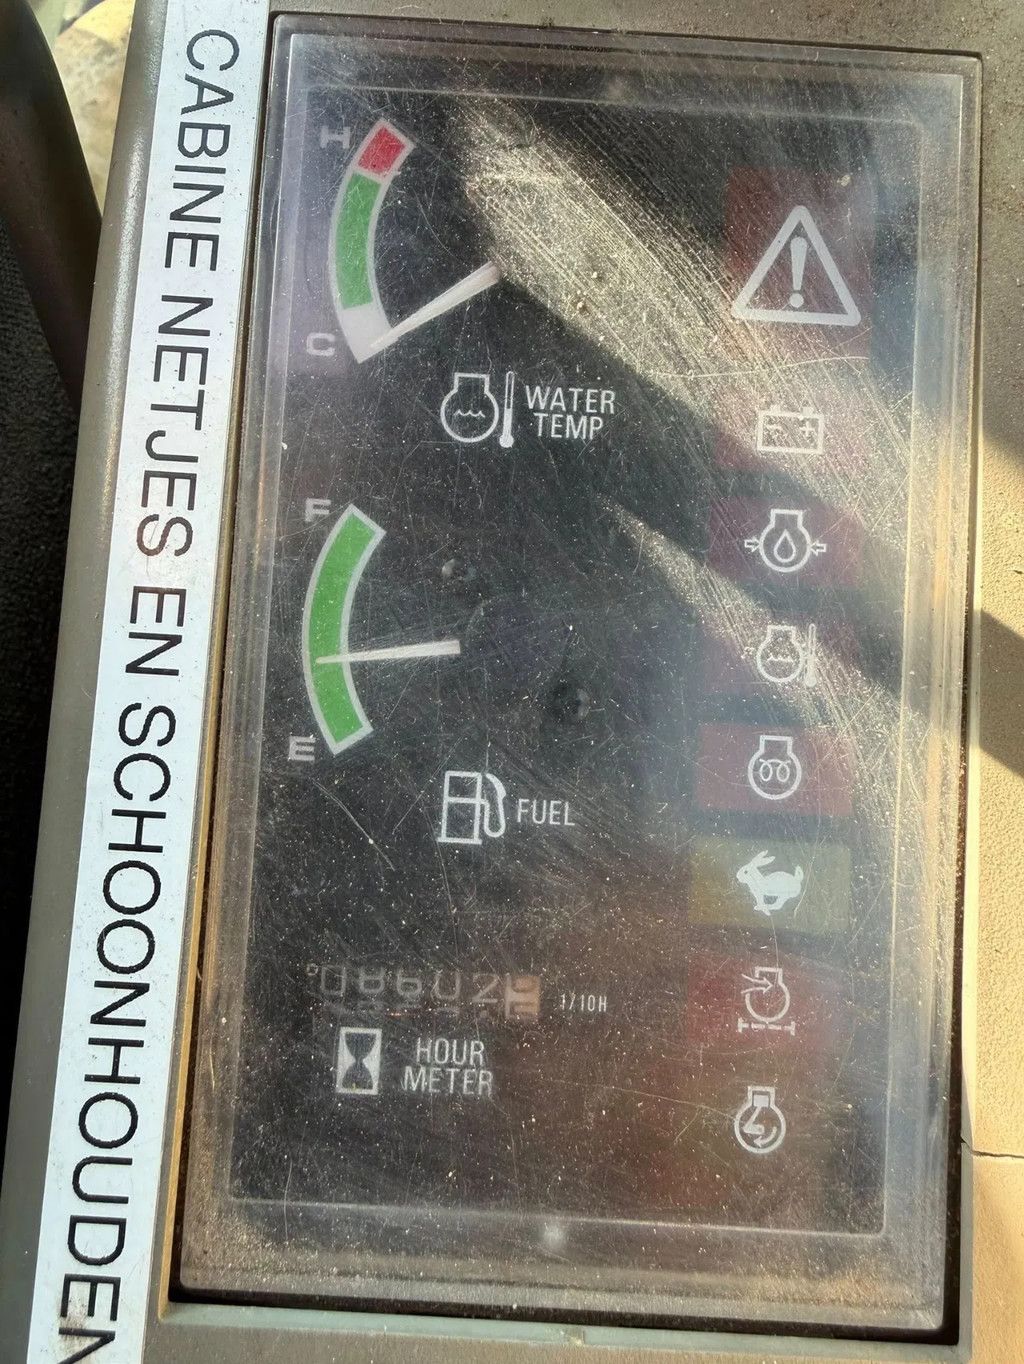 CABINE NETJES EN SCHOONHOUDEN
H
C
WATER
TEMP
F
E
FUEL
1/10H
HOUR
METER